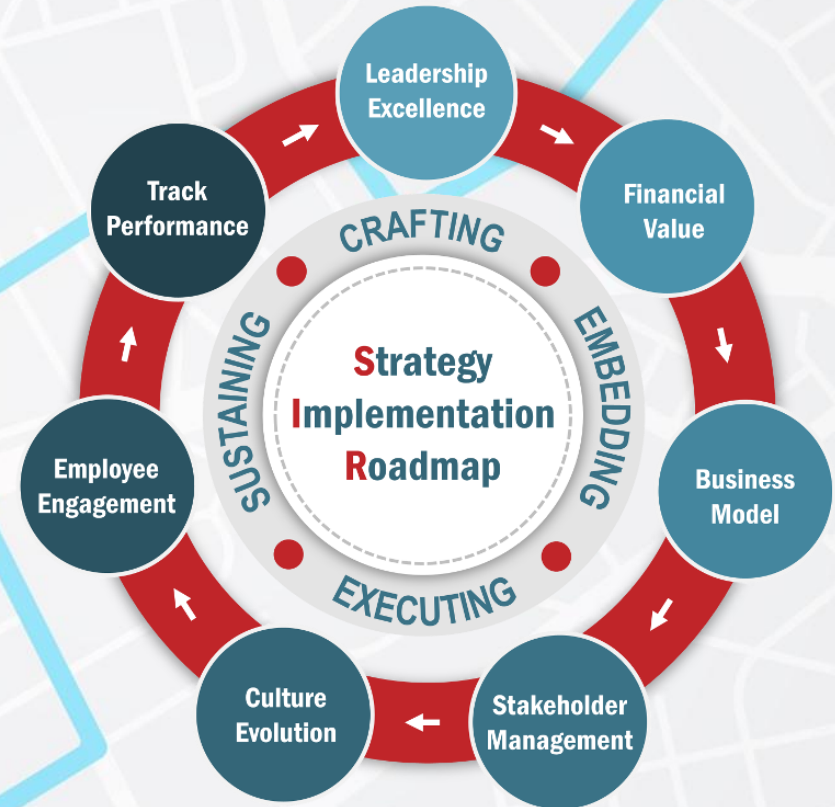 Leadership
Excellence
Financial
Value
Business
Model
Stakeholder
Management
Culture
Evolution
Employee
Engagement
Track
Performance
CRAFTING
EMBEDDING
EXECUTING
SUSTAINING
Strategy
Implementation
Roadmap